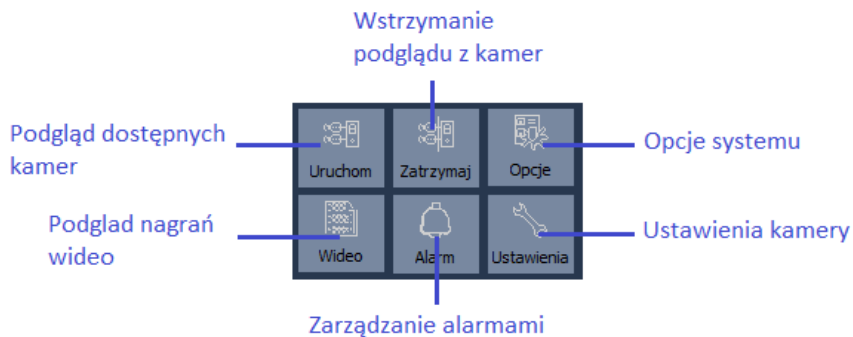 Wstrzymanie
podglądu z kamer
Podgląd dostępnych
kamer
Uruchom
Zatrzymaj
Opcje
Opcje systemu
Podglad nagrań
wideo
Wideo
Alarm
Ustawienia
Ustawienia kamery
Zarządzanie alarmami